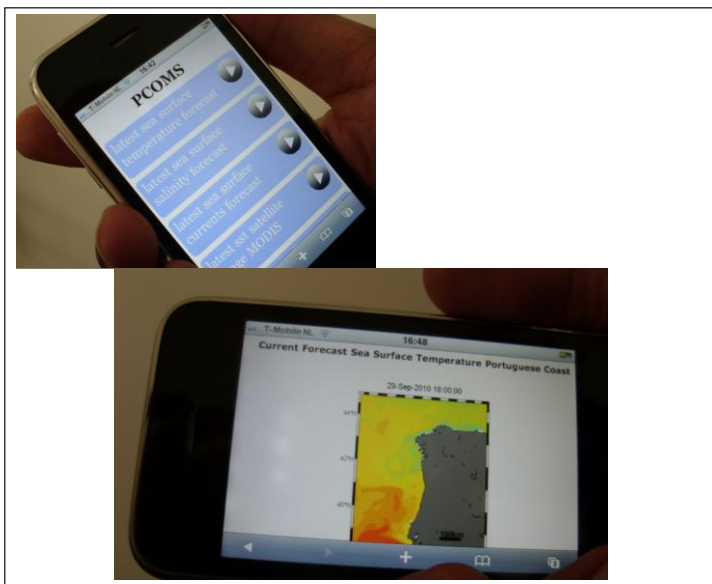 T-Mobile NL 16:42
PCOMS
latest sea surface
temperature forecast
latest sea surface
salinity forecast
latest sea surface
currents forecast
latest sst satellite
MODIS
T-Mobile NL 16:48
Current Forecast Sea Surface Temperature Portuguese Coast
29-Sep-2010 18:00:00
44°N
42°N
40°N
100km